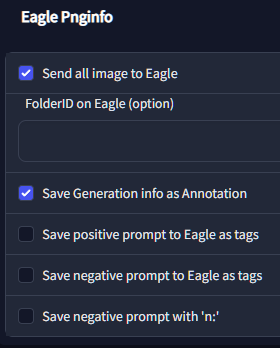 Eagle Pnginfo
Send all image to Eagle
FolderID on Eagle (option)
Save Generation info as Annotation
Save positive prompt to Eagle as tags
Save negative prompt to Eagle as tags
Save negative prompt with 'n:'